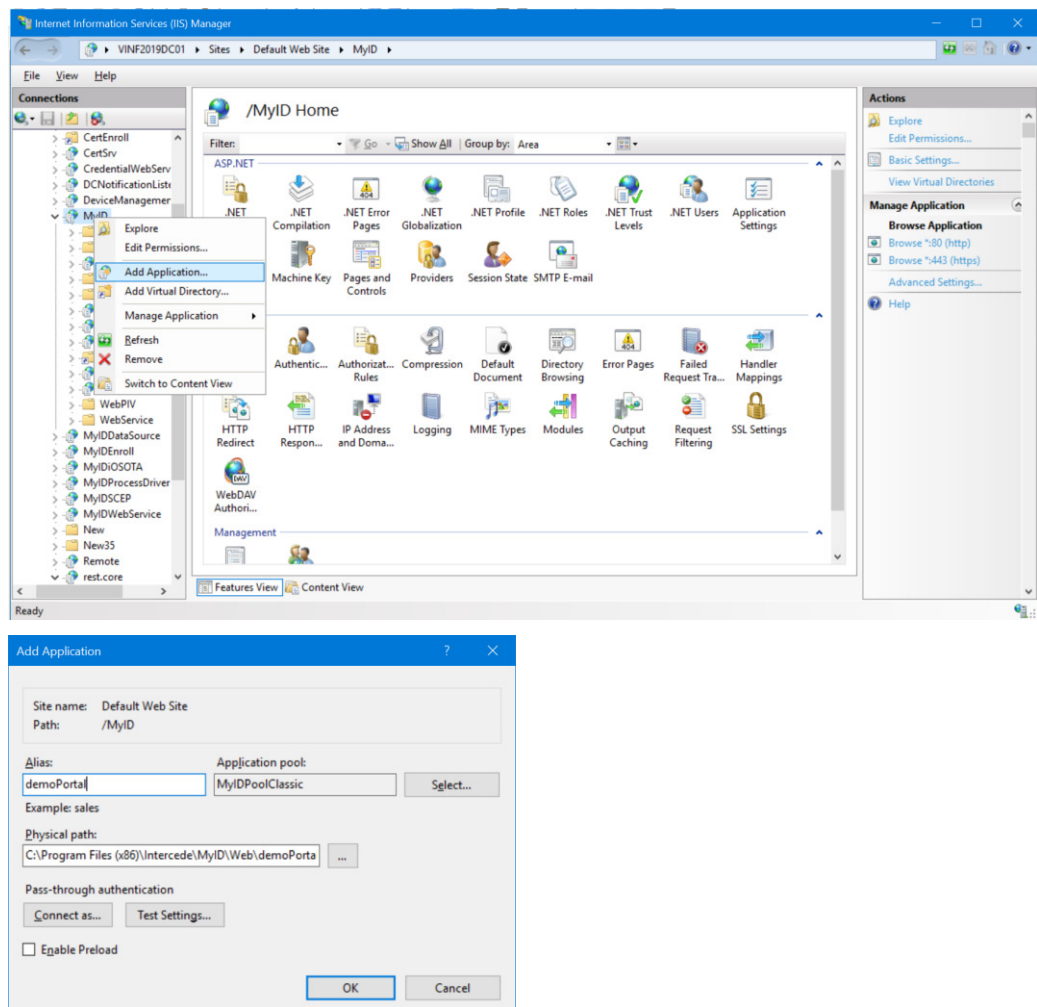 Internet Information Services (IIS) Manager
VINF2019DC01 Sites Default Web Site MyID
File View Help
Connections
CertEnroll
CertSrv
CredentialWebServ
DCNotificationListe
DeviceManagemer
MyID
Explore
Edit Permissions...
Add Application...
Add Virtual Directory...
Manage Application
Refresh
Remove
Switch to Content View
WebPIV
WebService
MyIDDataSource
MyIDEnroll
MyIDiOSOTA
MyIDProcessDriver
MyIDSCEP
MyIDWebService
New
New35
Remote
rest.core
/MyID Home
Filter: Go Show All Group by: Area
ASP.NET
.NET
.NET Compilation
.NET Error Pages
.NET Globalization
.NET Profile
.NET Roles
.NET Trust Levels
.NET Users
Application Settings
Machine Key
Pages and Controls
Providers
Session State
SMTP E-mail
Authentic...
Authorizat... Rules
Compression
Default Document
Directory Browsing
Error Pages
Failed Request Tra...
Handler Mappings
HTTP Redirect
HTTP Respon...
IP Address and Doma...
Logging
MIME Types
Modules
Output Caching
Request Filtering
SSL Settings
WebDAV Authori...
Management
Features View Content View
Actions
Explore
Edit Permissions...
Basic Settings...
View Virtual Directories
Manage Application
Browse Application
Browse *:80 (http)
Browse *:443 (https)
Advanced Settings...
Help
Ready
Add Application
Site name: Default Web Site
Path: /MyID
Alias: Application pool:
demoPortal MyIDPoolClassic Select...
Example: sales
Physical path:
C:\Program Files (x86)\Intercede\MyID\Web\demoPorta ...
Pass-through authentication
Connect as... Test Settings...
Enable Preload
OK Cancel